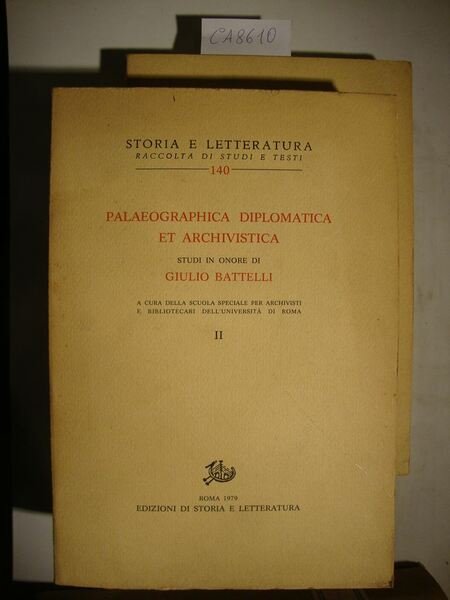 CA8610
STORIA E LETTERATURA
RACCOLTA DI STUDI E TESTI
140
PALAEOGRAPHICA DIPLOMATICA
ET ARCHIVISTICA
STUDI IN ONORE DI
GIULIO BATTELLI
A CURA DELLA SCUOLA SPECIALE PER ARCHIVISTI
E BIBLIOTECARI DELL'UNIVERSITÀ DI ROMA
II
ROMA 1979
EDIZIONI DI STORIA E LETTERATURA